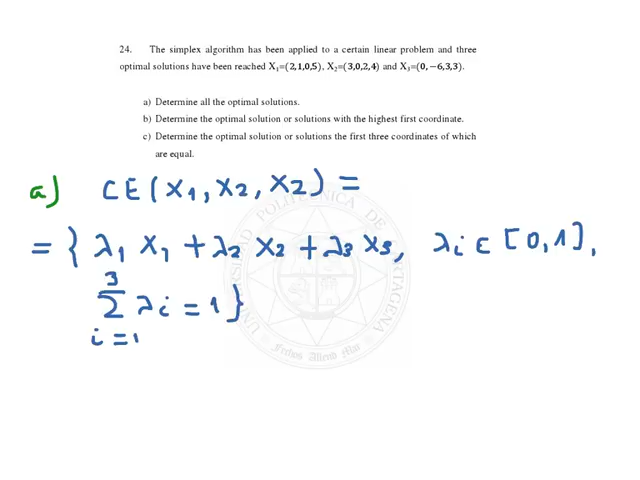 24. The simplex algorithm has been applied to a certain linear problem and three
optimal solutions have been reached X₁=(2,1,0,5), X₂=(3,0,2,4) and X₃=(0,−6,3,3).
a) Determine all the optimal solutions.
b) Determine the optimal solution or solutions with the highest first coordinate.
c) Determine the optimal solution or solutions the first three coordinates of which
are equal.
a) CE(X₁, X₂, X₂) =
= { λ₁ X₁ + λ₂ X₂ + λ₃ X₃, λi ∈ [0,1],
3
Σ λi = 1 }
i = 1
UNIVERSIDAD POLITECNICA DE CARTAGENA